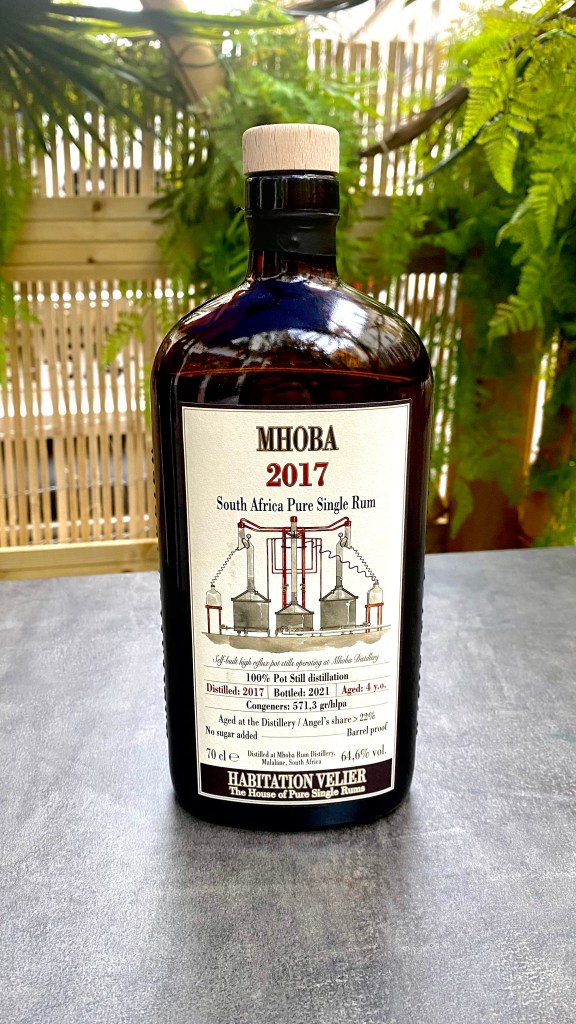 MHOBA
2017
South Africa Pure Single Rum
Self-built high reflux pot stills operating at Mhoba Distillery
100% Pot Still distillation
Distilled: 2017 Bottled: 2021 Aged: 4 y.o.
Congeners: 571,3 gr/hlpa
Aged at the Distillery / Angel's share > 22%
No sugar added Barrel proof
70 cl ℮ Distilled at Mhoba Rum Distillery, 64,6% vol.
Malalane, South Africa
HABITATION VELIER
The House of Pure Single Rums